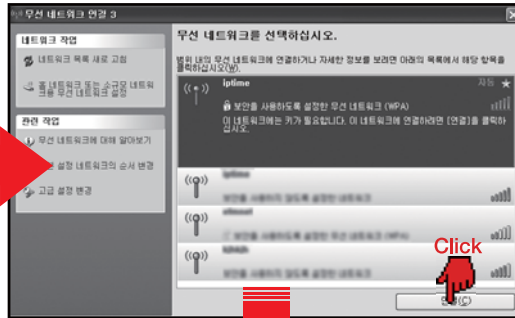 무선 네트워크 연결 3
네트워크 작업
네트워크 목록 새로 고침
홈 네트워크 또는 소규모 네트워크를 무선 네트워크 설정
관련 작업
무선 네트워크에 대해 알아보기
설정 네트워크의 순서 변경
고급 설정 변경
무선 네트워크를 선택하십시오.
범위 내의 무선 네트워크에 연결하거나 자세한 정보를 보려면 아래의 목록에서 해당 항목을
클릭하십시오(W).
iptime
자동
보안을 사용하도록 설정한 무선 네트워크 (WPA)
이 네트워크에는 키가 필요합니다. 이 네트워크에 연결하려면 [연결]을 클릭하
십시오.
Click